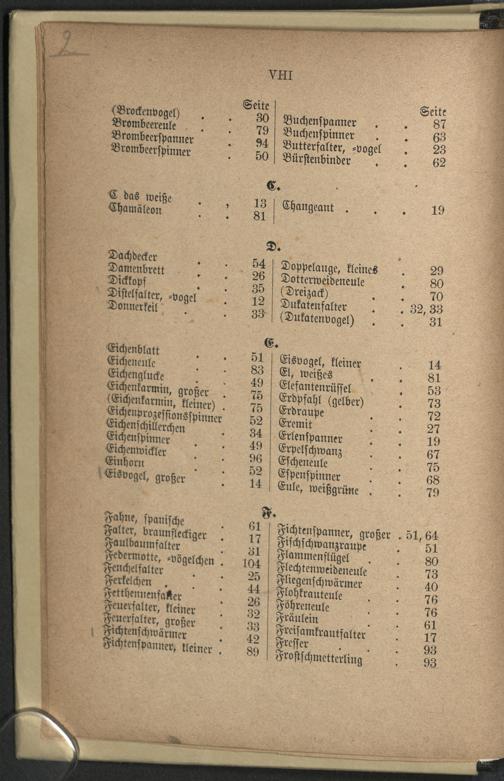 2
VIII
Seite
(Brockenvogel) . . 30
Brombeereule . . 79
Brombeerspanner . 94
Brombeerspinner . 50
Seite
Buchenspanner . . 87
Buchenspinner . . 63
Butterfalter, -vogel . 23
Bürstenbinder . . 62
C.
C das weiße . , 13
Chamäleon . . 81
Changeant . . . 19
D.
Dachdecker . . 54
Damenbrett . . 26
Dickkopf . . 35
Distelfalter, -vogel . 12
Donnerkeil . . 33
Doppelauge, kleines . 29
Dotterweideneule . 80
(Dreizack) . . 70
Dukatenfalter . . 32, 33
(Dukatenvogel) . . 31
E.
Eichenblatt . . 51
Eicheneule . . 83
Eichenglucke . . 49
Eichenkarmin, großer . 75
(Eichenkarmin, kleiner) . 75
Eichenprozessionsspinner 52
Eichenschillerchen . 34
Eichenspinner . . 49
Eichenwickler . . 96
Einhorn . . 52
Eisvogel, großer . 14
Eisvogel, kleiner . 14
El, weißes . . 81
Elefantenrüssel . 53
Erdpfahl (gelber) . 73
Erdraupe . . 72
Eremit . . 27
Erlenspanner . . 19
Erpelschwanz . . 67
Escheneule . . 75
Espenspinner . . 68
Eule, weißgrüne . . 79
F.
Fahne, spanische . 61
Falter, braunfleckiger . 17
Faulbaumfalter . 31
Federmotte, -vögelchen . 104
Fenchelfalter . . 25
Ferkelchen . . 44
Fetthennenfalter . 26
Feuerfalter, kleiner . 32
Feuerfalter, großer . 33
Fichtenschwärmer . 42
Fichtenspanner, kleiner . 89
Fichtenspanner, großer . 51, 64
Fischschwanzraupe . 51
Flammenflügel . . 80
Flechtenweideneule . 73
Fliegenschwärmer . 40
Flohkrauteule . . 76
Föhreneule . . 76
Fräulein . . 61
Freisamkrautfalter . 17
Fresser . . 93
Frostschmetterling . 93